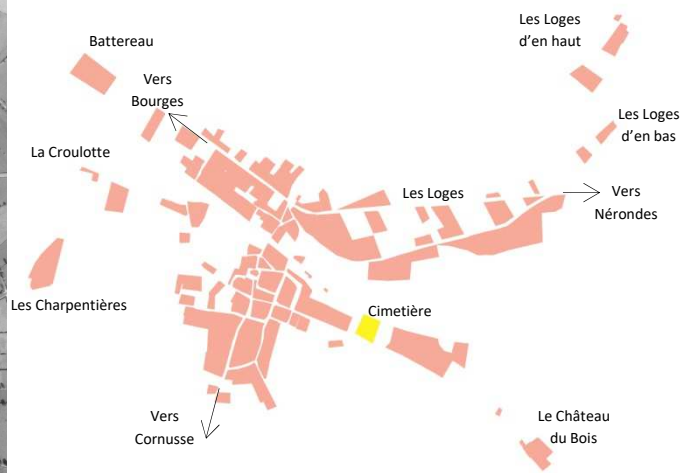 Les Loges
d'en haut
Battereau
Vers
Bourges
Les Loges
d'en bas
La Croulotte
Les Loges
Vers
Nérondes
Les Charpentières
Cimetière
Vers
Cornusse
Le Château
du Bois